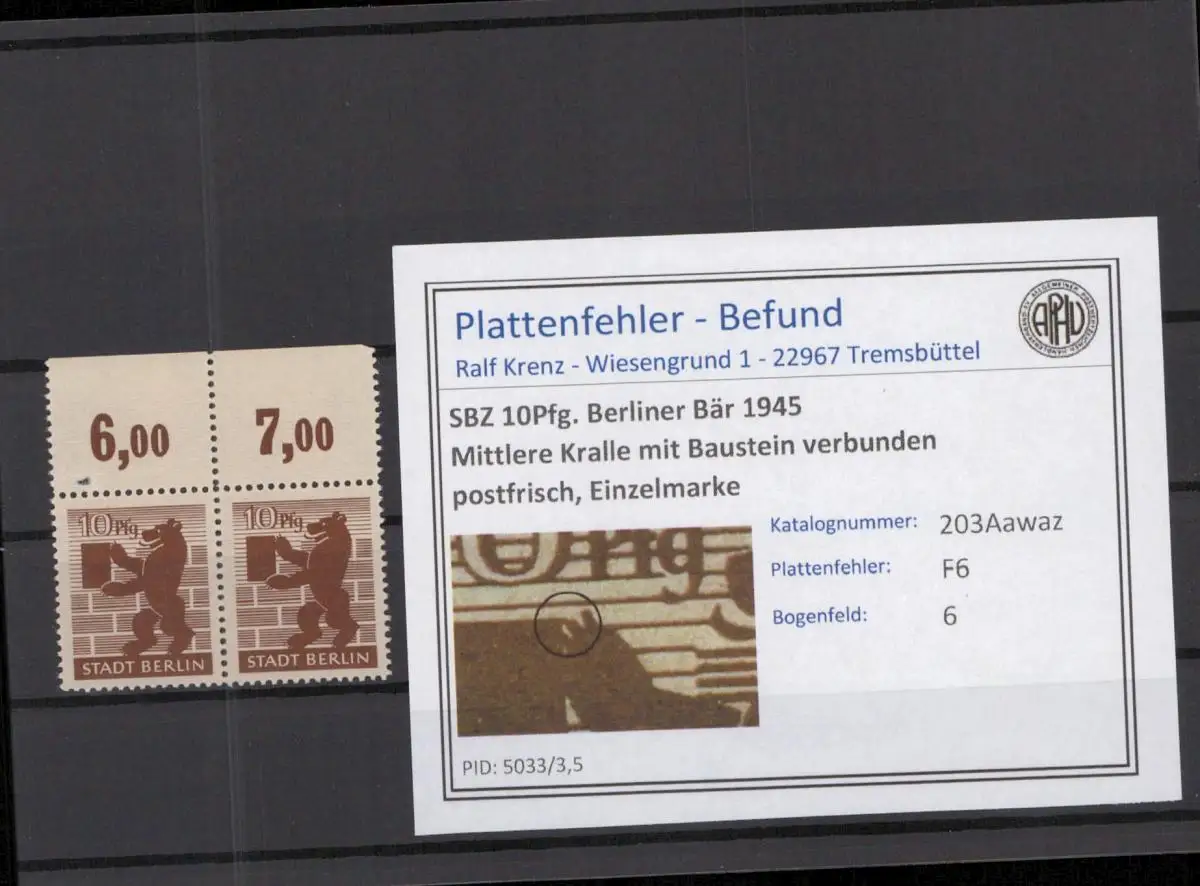 6,00 7,00
10 Pfg 10 Pfg
STADT BERLIN STADT BERLIN
Plattenfehler - Befund
Ralf Krenz - Wiesengrund 1 - 22967 Tremsbüttel
APHV
SBZ 10Pfg. Berliner Bär 1945
Mittlere Kralle mit Baustein verbunden
postfrisch, Einzelmarke
Katalognummer: 203Aawaz
Plattenfehler: F6
Bogenfeld: 6
PID: 5033/3,5